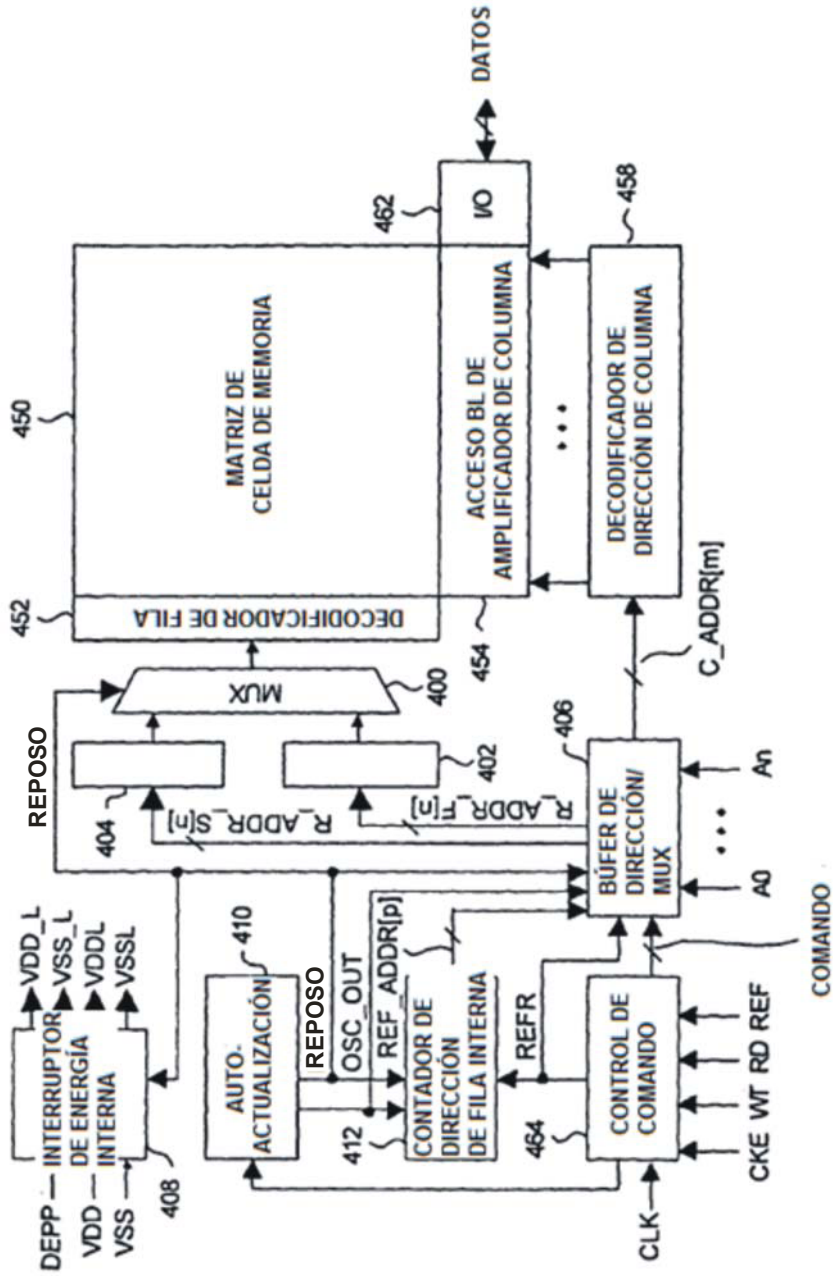 450
MATRIZ DE
CELDA DE MEMORIA
452
DECODIFICADOR DE FILA
462
I/O
DATOS
ACCESO BL DE
AMPLIFICADOR DE COLUMNA
454
• • •
458
DECODIFICADOR DE
DIRECCIÓN DE COLUMNA
C_ADDR[m]
REPOSO
MUX
400
404
402
R_ADDR_S[n]
R_ADDR_F[n]
406
BÚFER DE
DIRECCIÓN/
MUX
A0
• • •
An
COMANDO
VDD_L
VSS_L
VDDL
VSSL
DEPP
VDD
VSS
INTERRUPTOR
DE ENERGÍA
INTERNA
408
410
AUTO-
ACTUALIZACIÓN
REPOSO
OSC_OUT
REF_ADDR[p]
412
CONTADOR DE
DIRECCIÓN
DE FILA INTERNA
REFR
464
CONTROL DE
COMANDO
CLK
CKE
WT
RD
REF